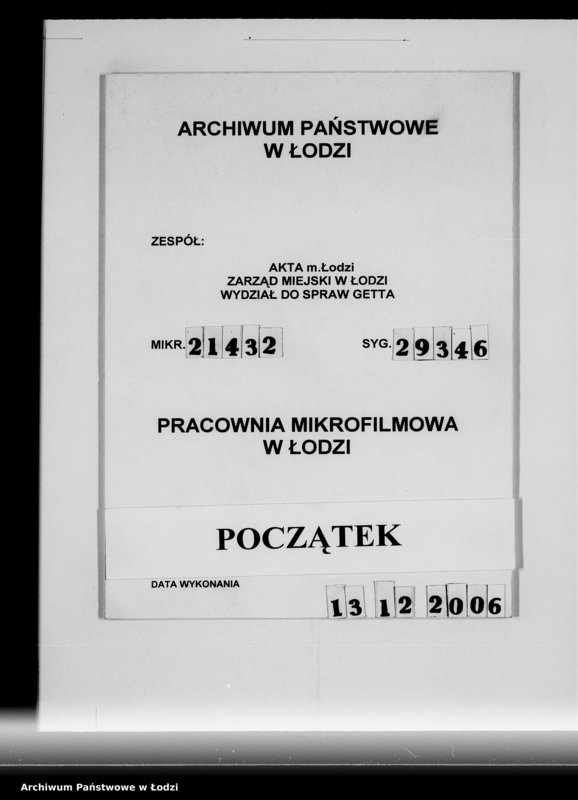 ARCHIWUM PAŃSTWOWE
W ŁODZI
ZESPÓŁ:
AKTA m.Łodzi
ZARZĄD MIEJSKI W ŁODZI
WYDZIAŁ DO SPRAW GETTA
MIKR. 21432 SYG. 29346
PRACOWNIA MIKROFILMOWA
W ŁODZI
POCZĄTEK
DATA WYKONANIA
13 12 2006
Archiwum Państwowe w Łodzi